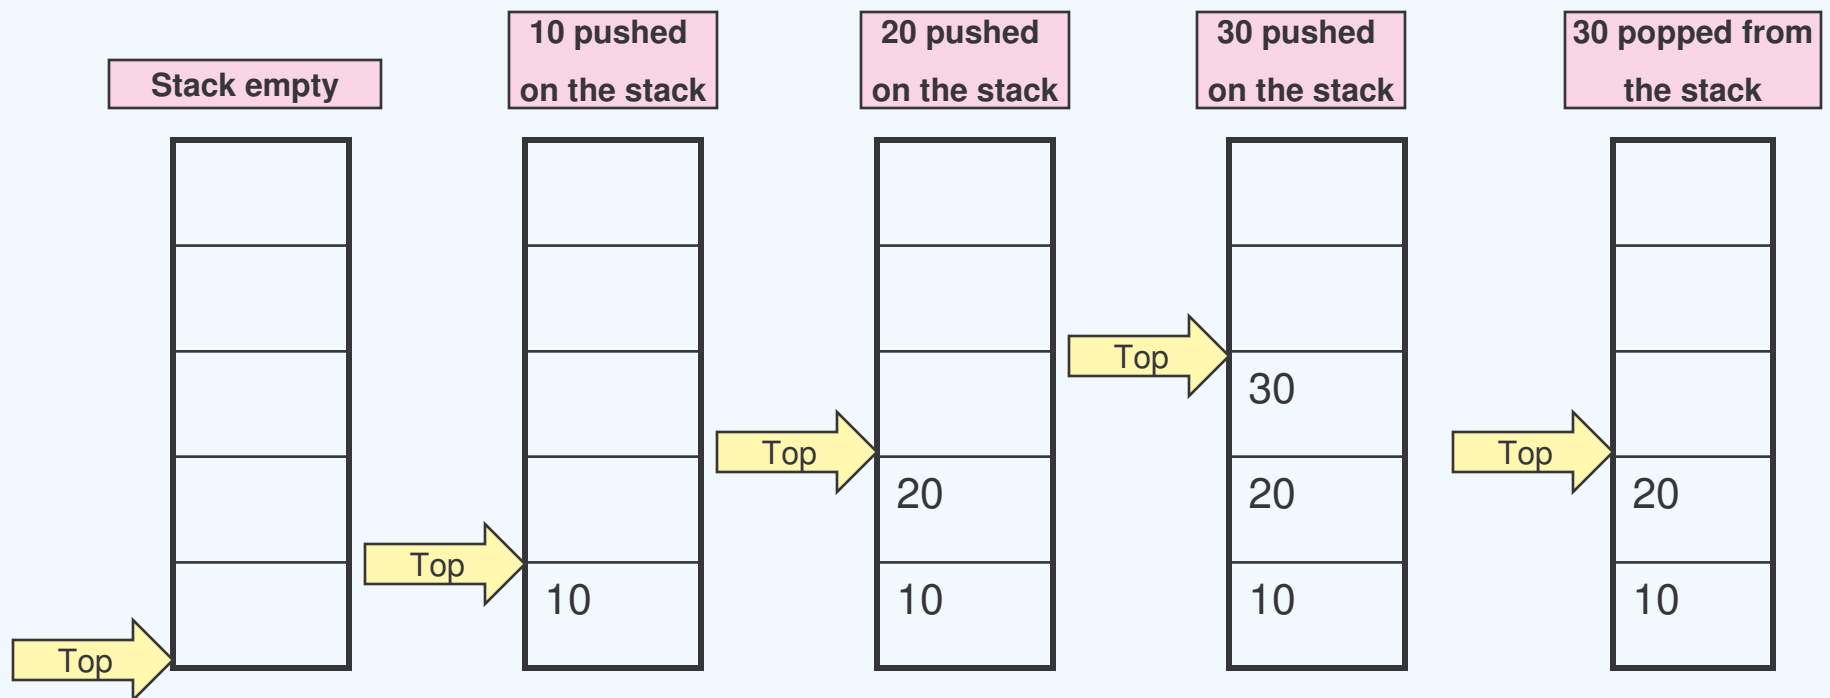 Stack empty
10 pushed
on the stack
20 pushed
on the stack
30 pushed
on the stack
30 popped from
the stack
Top
Top
10
Top
20
10
Top
30
20
10
Top
20
10